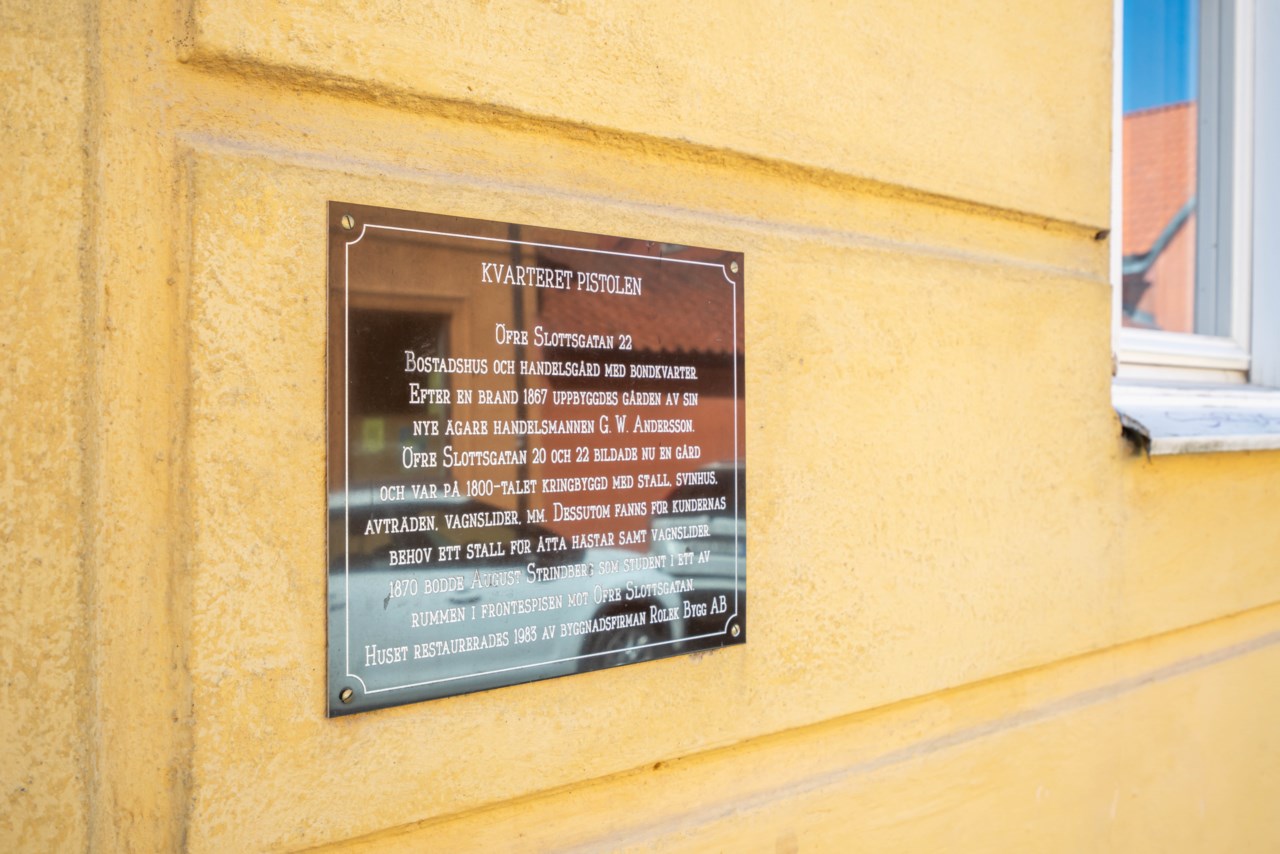 KVARTERET PISTOLEN
ÖFRE SLOTTSGATAN 22
BOSTADSHUS OCH HANDELSGÅRD MED BONDKVARTER.
EFTER EN BRAND 1867 UPPBYGGDES GÅRDEN AV SIN
NYE ÄGARE HANDELSMANNEN G. W. ANDERSSON.
ÖFRE SLOTTSGATAN 20 OCH 22 BILDADE NU EN GÅRD
OCH VAR PÅ 1800-TALET KRINGBYGGD MED STALL, SVINHUS,
AVTRÄDEN, VAGNSLIDER, MM. DESSUTOM FANNS FÖR KUNDERNAS
BEHOV ETT STALL FÖR ÅTTA HÄSTAR SAMT VAGNSLIDER.
1870 BODDE AUGUST STRINDBERG SOM STUDENT I ETT AV
RUMMEN I FRONTESPISEN MOT ÖFRE SLOTTSGATAN.
HUSET RESTAURERADES 1983 AV BYGGNADSFIRMAN ROLEK BYGG AB